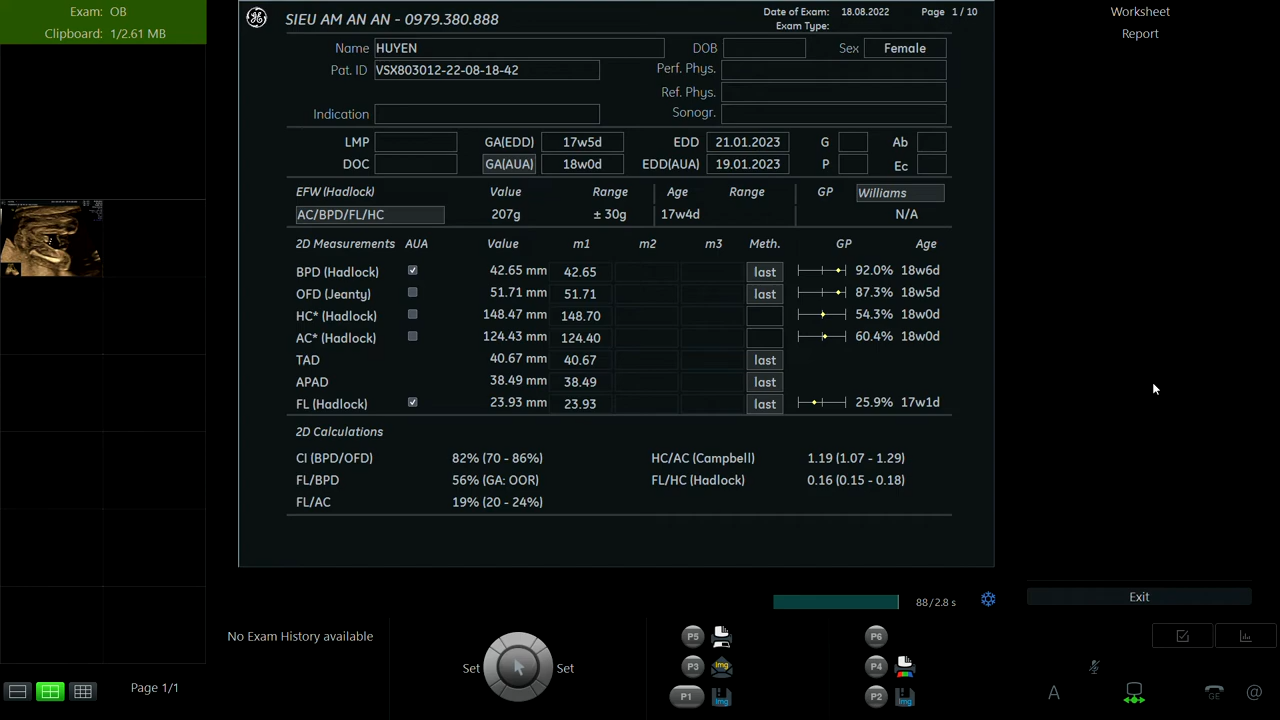 Exam: OB
Clipboard: 1/2.61 MB
SIEU AM AN AN - 0979.380.888
Date of Exam: 18.08.2022 Page 1 / 10
Exam Type:
Name HUYEN DOB Sex Female
Pat. ID VSX803012-22-08-18-42 Perf. Phys.
Ref. Phys.
Indication Sonogr.
LMP GA(EDD) 17w5d EDD 21.01.2023 G Ab
DOC GA(AUA) 18w0d EDD(AUA) 19.01.2023 P Ec
EFW (Hadlock) Value Range Age Range GP Williams
AC/BPD/FL/HC 207g ± 30g 17w4d N/A
2D Measurements AUA Value m1 m2 m3 Meth. GP Age
BPD (Hadlock) 42.65 mm 42.65 last 92.0% 18w6d
OFD (Jeanty) 51.71 mm 51.71 last 87.3% 18w5d
HC* (Hadlock) 148.47 mm 148.70 54.3% 18w0d
AC* (Hadlock) 124.43 mm 124.40 60.4% 18w0d
TAD 40.67 mm 40.67 last
APAD 38.49 mm 38.49 last
FL (Hadlock) 23.93 mm 23.93 last 25.9% 17w1d
2D Calculations
CI (BPD/OFD) 82% (70 - 86%) HC/AC (Campbell) 1.19 (1.07 - 1.29)
FL/BPD 56% (GA: OOR) FL/HC (Hadlock) 0.16 (0.15 - 0.18)
FL/AC 19% (20 - 24%)
Worksheet
Report
88/2.8 s
Exit
No Exam History available
Set Set
P5 P6
P3 Img P4
P1 Img P2 Img
Page 1/1
A GE @